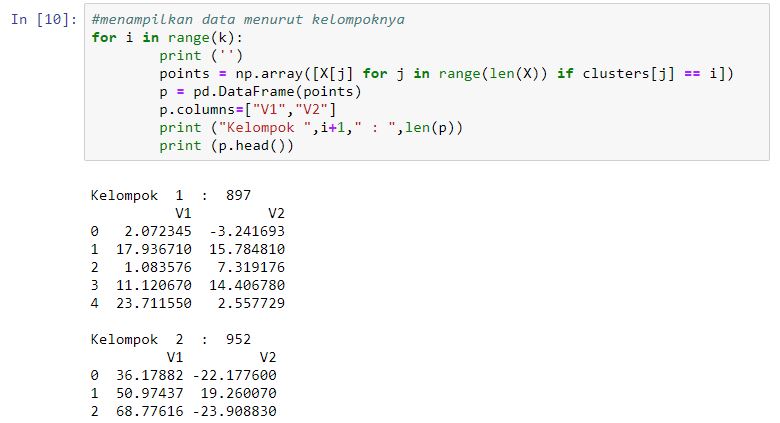 In [10]: #menampilkan data menurut kelompoknya
for i in range(k):
        print ('')
        points = np.array([X[j] for j in range(len(X)) if clusters[j] == i])
        p = pd.DataFrame(points)
        p.columns=["V1","V2"]
        print ("Kelompok ",i+1," : ",len(p))
        print (p.head())
Kelompok  1  :  897
          V1         V2
0   2.072345  -3.241693
1  17.936710  15.784810
2   1.083576   7.319176
3  11.120670  14.406780
4  23.711550   2.557729
Kelompok  2  :  952
         V1         V2
0  36.17882 -22.177600
1  50.97437  19.260070
2  68.77616 -23.908830